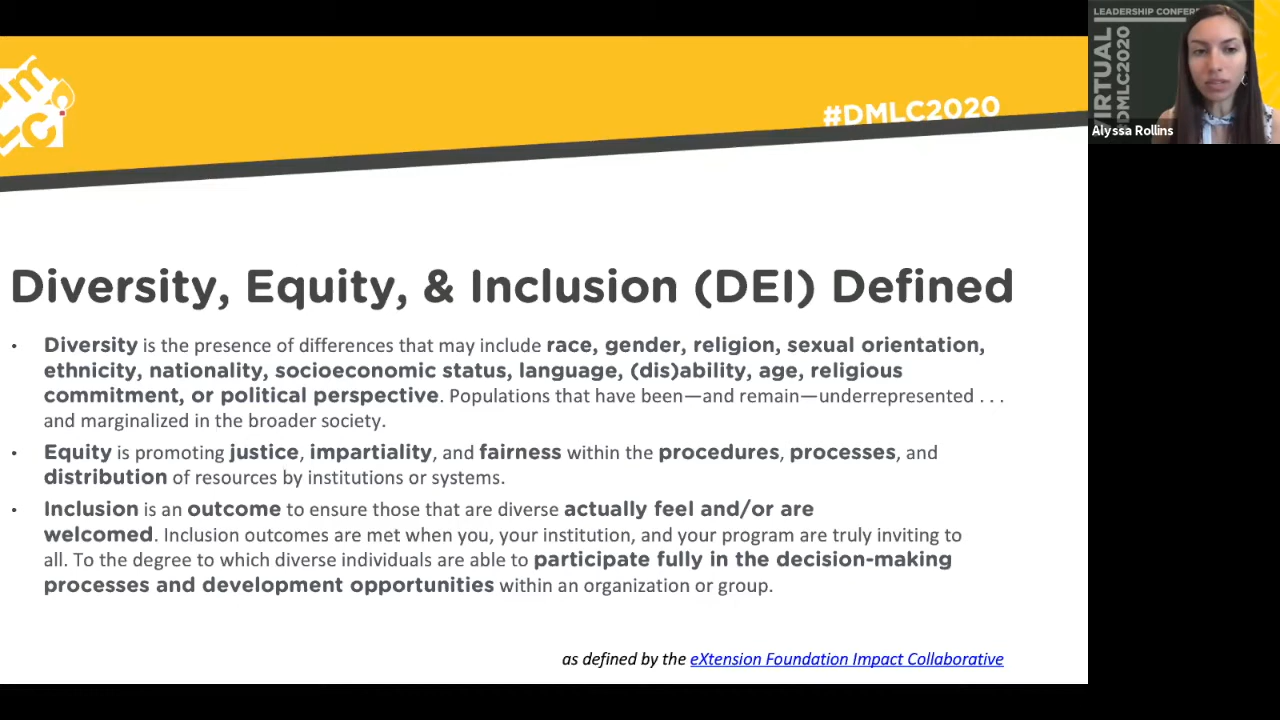 LEADERSHIP CONFER
VIRTUAL
#DMLC2020
Alyssa Rollins
#DMLC2020
Diversity, Equity, & Inclusion (DEI) Defined
• Diversity is the presence of differences that may include race, gender, religion, sexual orientation,
ethnicity, nationality, socioeconomic status, language, (dis)ability, age, religious
commitment, or political perspective. Populations that have been—and remain—underrepresented . . .
and marginalized in the broader society.
• Equity is promoting justice, impartiality, and fairness within the procedures, processes, and
distribution of resources by institutions or systems.
• Inclusion is an outcome to ensure those that are diverse actually feel and/or are
welcomed. Inclusion outcomes are met when you, your institution, and your program are truly inviting to
all. To the degree to which diverse individuals are able to participate fully in the decision-making
processes and development opportunities within an organization or group.
as defined by the eXtension Foundation Impact Collaborative